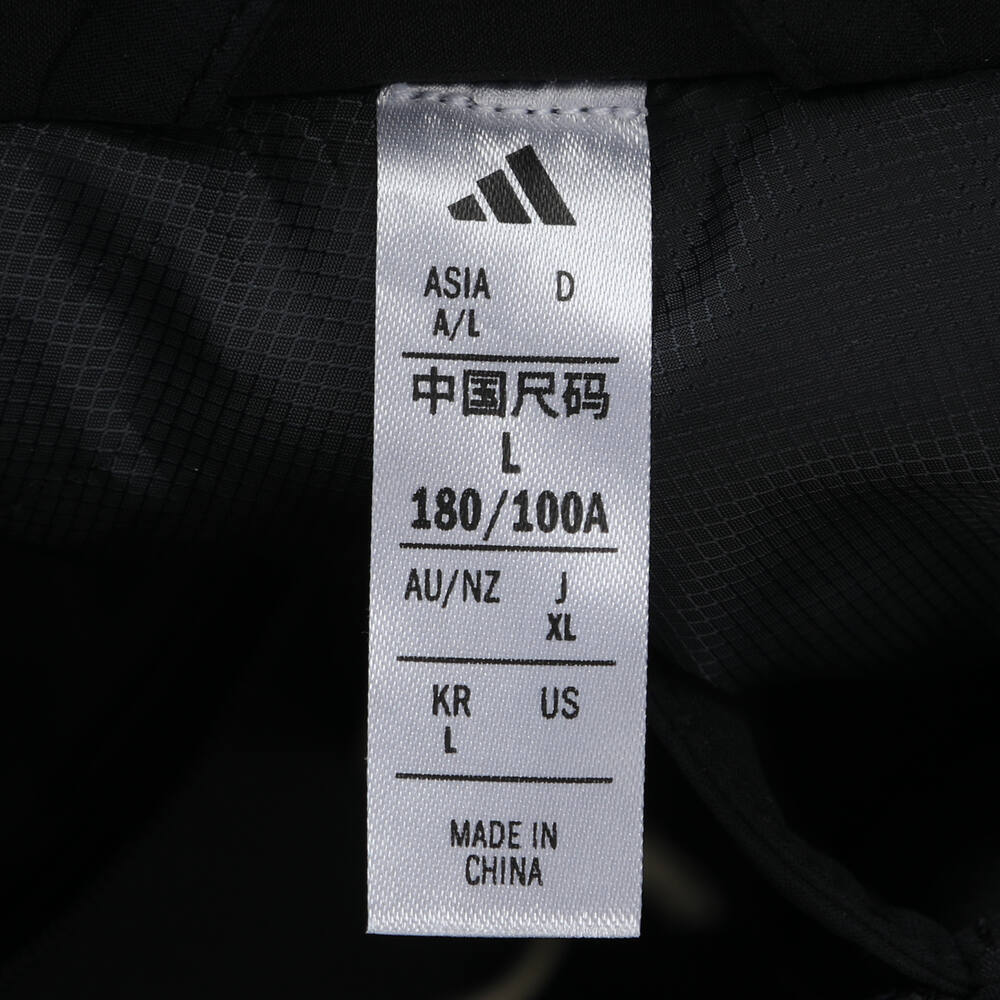 ASIA D
A/L
中国尺码
L
180/100A
AU/NZ J
XL
KR US
L
MADE IN
CHINA